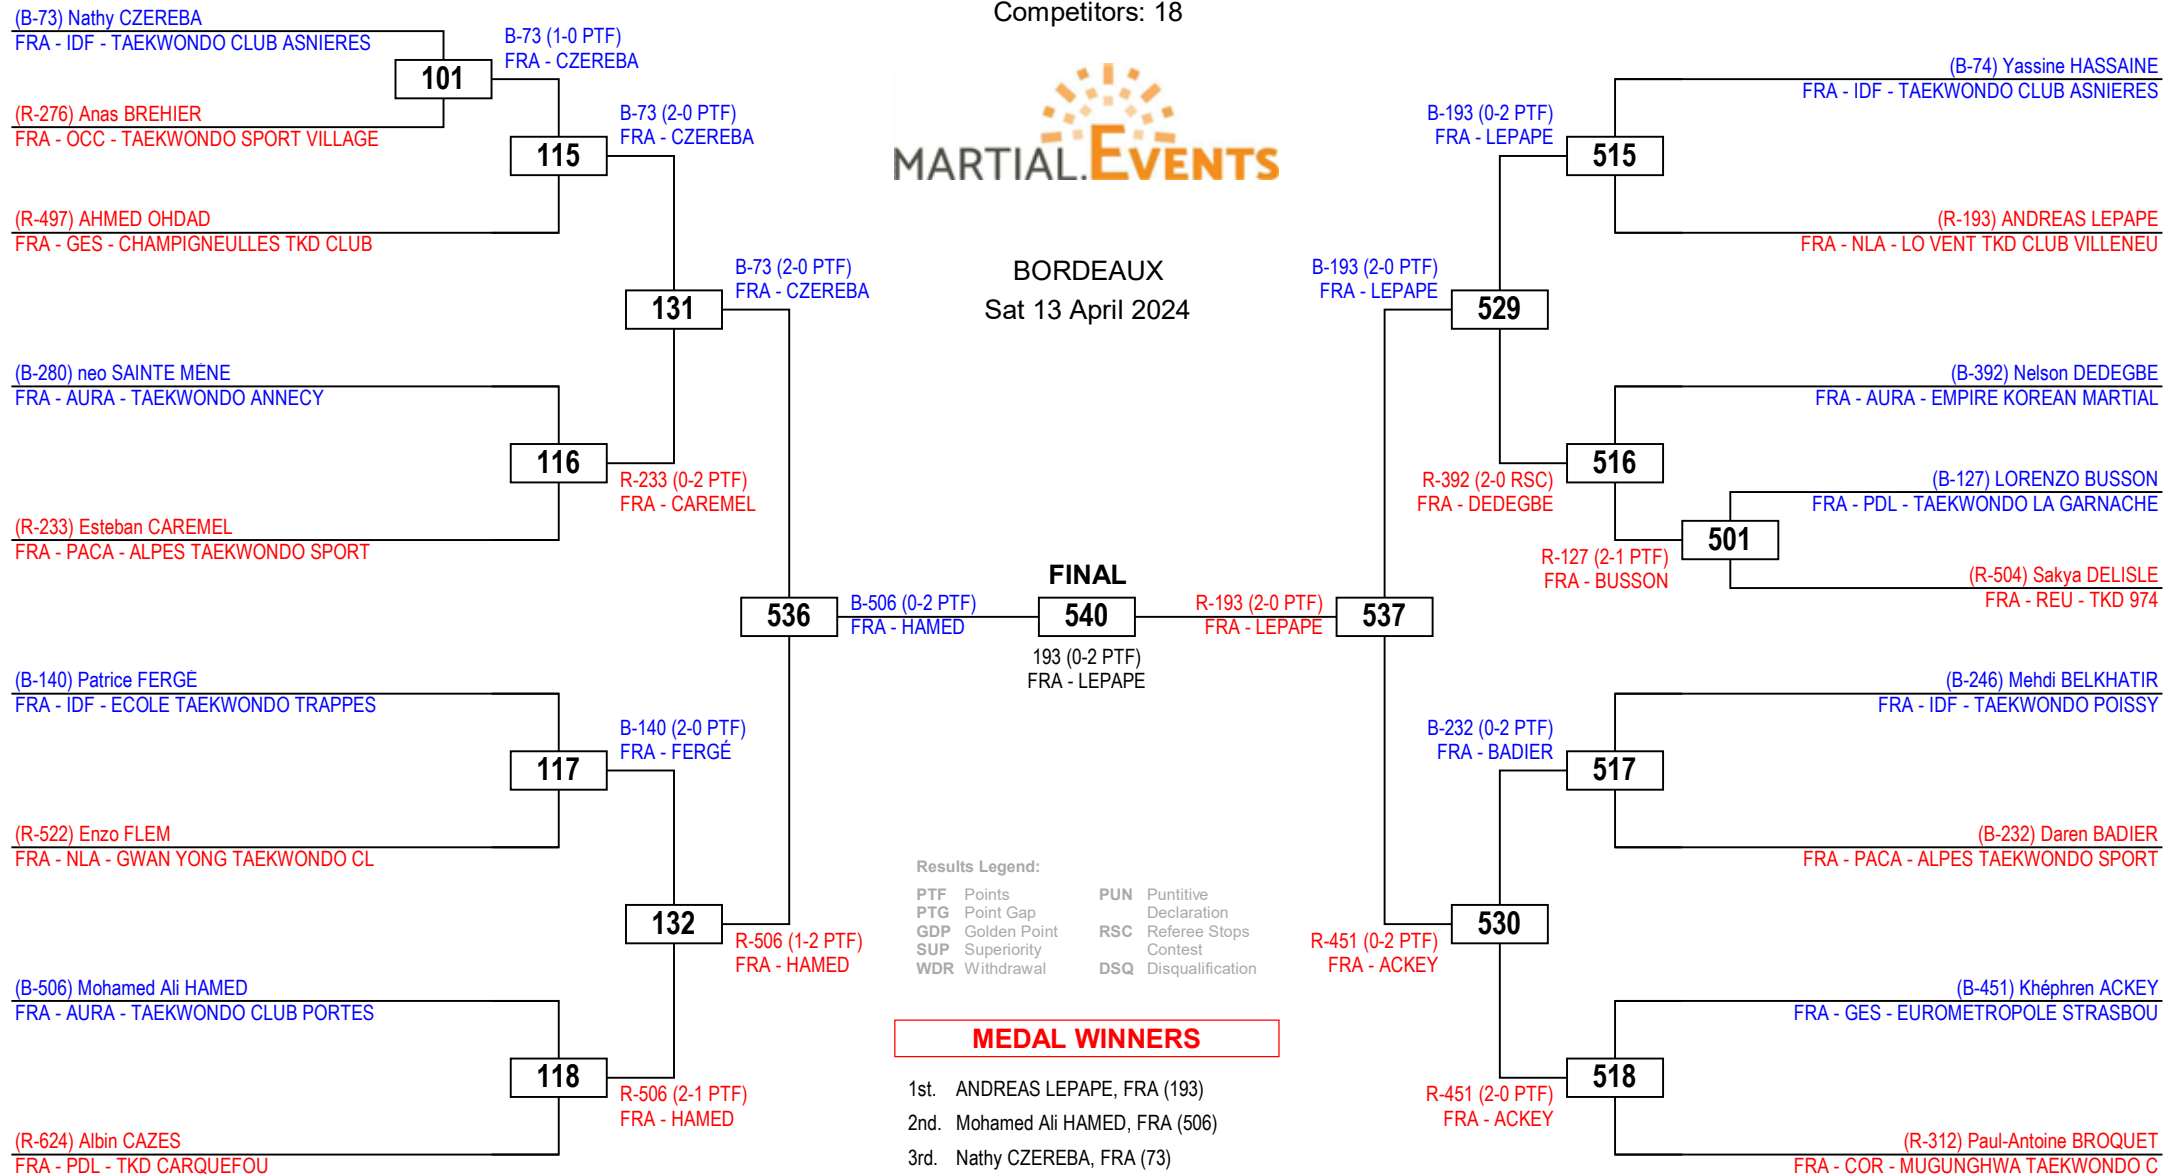 Competitors: 18
MARTIAL.EVENTS
BORDEAUX
Sat 13 April 2024
(B-73) Nathy CZEREBA
FRA - IDF - TAEKWONDO CLUB ASNIERES
101
B-73 (1-0 PTF)
FRA - CZEREBA
(R-276) Anas BREHIER
FRA - OCC - TAEKWONDO SPORT VILLAGE
115
B-73 (2-0 PTF)
FRA - CZEREBA
(R-497) AHMED OHDAD
FRA - GES - CHAMPIGNEULLES TKD CLUB
131
B-73 (2-0 PTF)
FRA - CZEREBA
(B-280) neo SAINTE MÈNE
FRA - AURA - TAEKWONDO ANNECY
116
R-233 (0-2 PTF)
FRA - CAREMEL
(R-233) Esteban CAREMEL
FRA - PACA - ALPES TAEKWONDO SPORT
536
B-506 (0-2 PTF)
FRA - HAMED
(B-140) Patrice FERGÉ
FRA - IDF - ECOLE TAEKWONDO TRAPPES
117
B-140 (2-0 PTF)
FRA - FERGÉ
(R-522) Enzo FLEM
FRA - NLA - GWAN YONG TAEKWONDO CL
132
R-506 (1-2 PTF)
FRA - HAMED
(B-506) Mohamed Ali HAMED
FRA - AURA - TAEKWONDO CLUB PORTES
118
R-506 (2-1 PTF)
FRA - HAMED
(R-624) Albin CAZES
FRA - PDL - TKD CARQUEFOU
FINAL
540
193 (0-2 PTF)
FRA - LEPAPE
(B-74) Yassine HASSAINE
FRA - IDF - TAEKWONDO CLUB ASNIERES
B-193 (0-2 PTF)
FRA - LEPAPE
515
(R-193) ANDREAS LEPAPE
FRA - NLA - LO VENT TKD CLUB VILLENEU
B-193 (2-0 PTF)
FRA - LEPAPE
529
(B-392) Nelson DEDEGBE
FRA - AURA - EMPIRE KOREAN MARTIAL
R-392 (2-0 RSC)
FRA - DEDEGBE
516
(B-127) LORENZO BUSSON
FRA - PDL - TAEKWONDO LA GARNACHE
R-127 (2-1 PTF)
FRA - BUSSON
501
(R-504) Sakya DELISLE
FRA - REU - TKD 974
R-193 (2-0 PTF)
FRA - LEPAPE
537
(B-246) Mehdi BELKHATIR
FRA - IDF - TAEKWONDO POISSY
B-232 (0-2 PTF)
FRA - BADIER
517
(B-232) Daren BADIER
FRA - PACA - ALPES TAEKWONDO SPORT
R-451 (0-2 PTF)
FRA - ACKEY
530
(B-451) Khéphren ACKEY
FRA - GES - EUROMETROPOLE STRASBOU
R-451 (2-0 PTF)
FRA - ACKEY
518
(R-312) Paul-Antoine BROQUET
FRA - COR - MUGUNGHWA TAEKWONDO C
Results Legend:
PTF Points
PTG Point Gap
GDP Golden Point
SUP Superiority
WDR Withdrawal
PUN Puntitive
Declaration
RSC Referee Stops
Contest
DSQ Disqualification
MEDAL WINNERS
1st. ANDREAS LEPAPE, FRA (193)
2nd. Mohamed Ali HAMED, FRA (506)
3rd. Nathy CZEREBA, FRA (73)